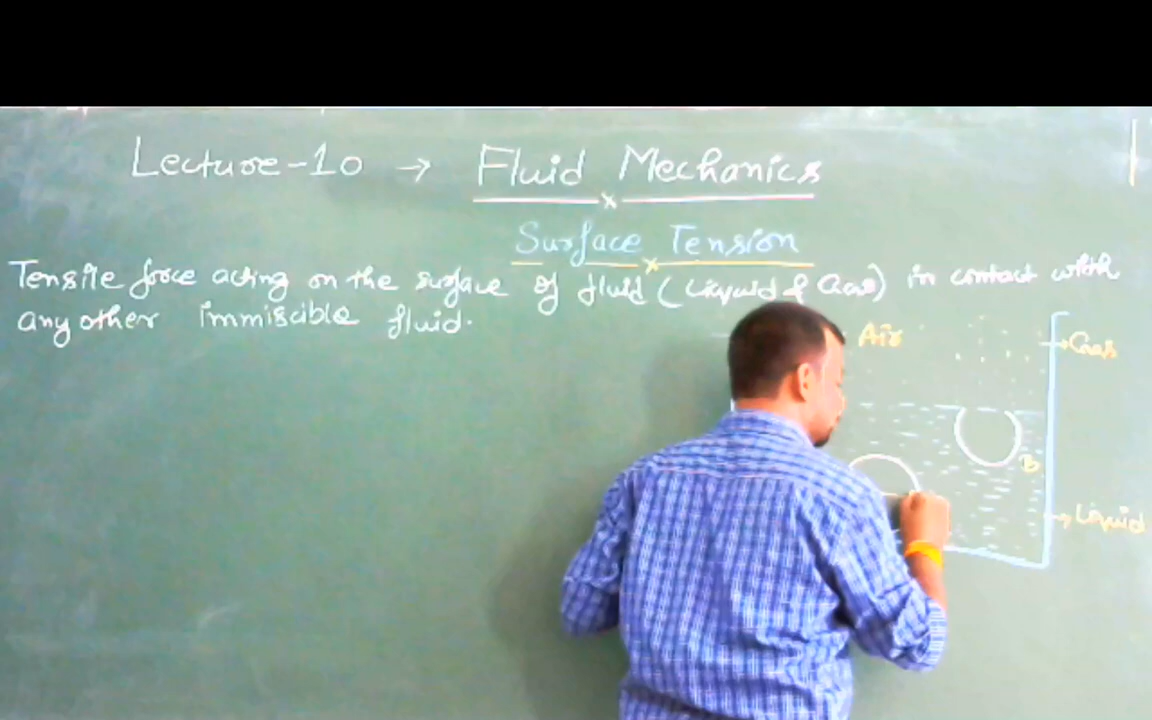 Lecture-10 → Fluid Mechanics
Surface Tension
Tensile force acting on the surface of fluid (Liquid & Gas) in contact with
any other immiscible fluid.
Air
Gas
B
Liquid